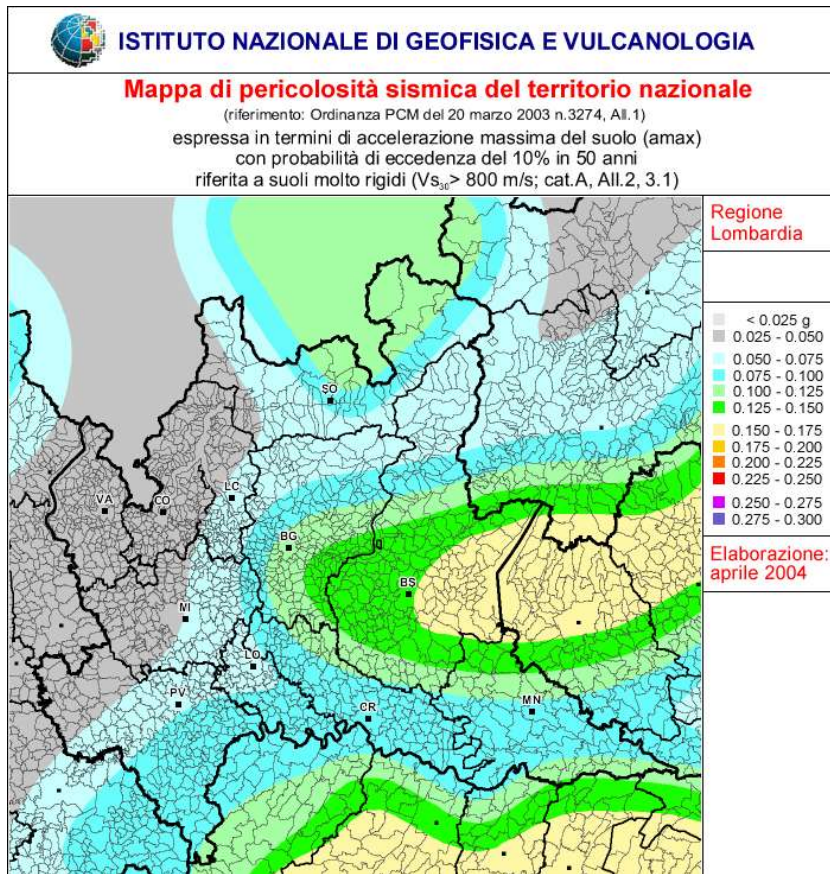 ISTITUTO NAZIONALE DI GEOFISICA E VULCANOLOGIA
Mappa di pericolosità sismica del territorio nazionale
(riferimento: Ordinanza PCM del 20 marzo 2003 n.3274, All.1)
espressa in termini di accelerazione massima del suolo (amax)
con probabilità di eccedenza del 10% in 50 anni
riferita a suoli molto rigidi (Vs₃₀> 800 m/s; cat.A, All.2, 3.1)
Regione
Lombardia
< 0.025 g
0.025 - 0.050
0.050 - 0.075
0.075 - 0.100
0.100 - 0.125
0.125 - 0.150
0.150 - 0.175
0.175 - 0.200
0.200 - 0.225
0.225 - 0.250
0.250 - 0.275
0.275 - 0.300
Elaborazione:
aprile 2004
SO
LC
VA
CO
BG
BS
MI
LO
PV
CR
MN